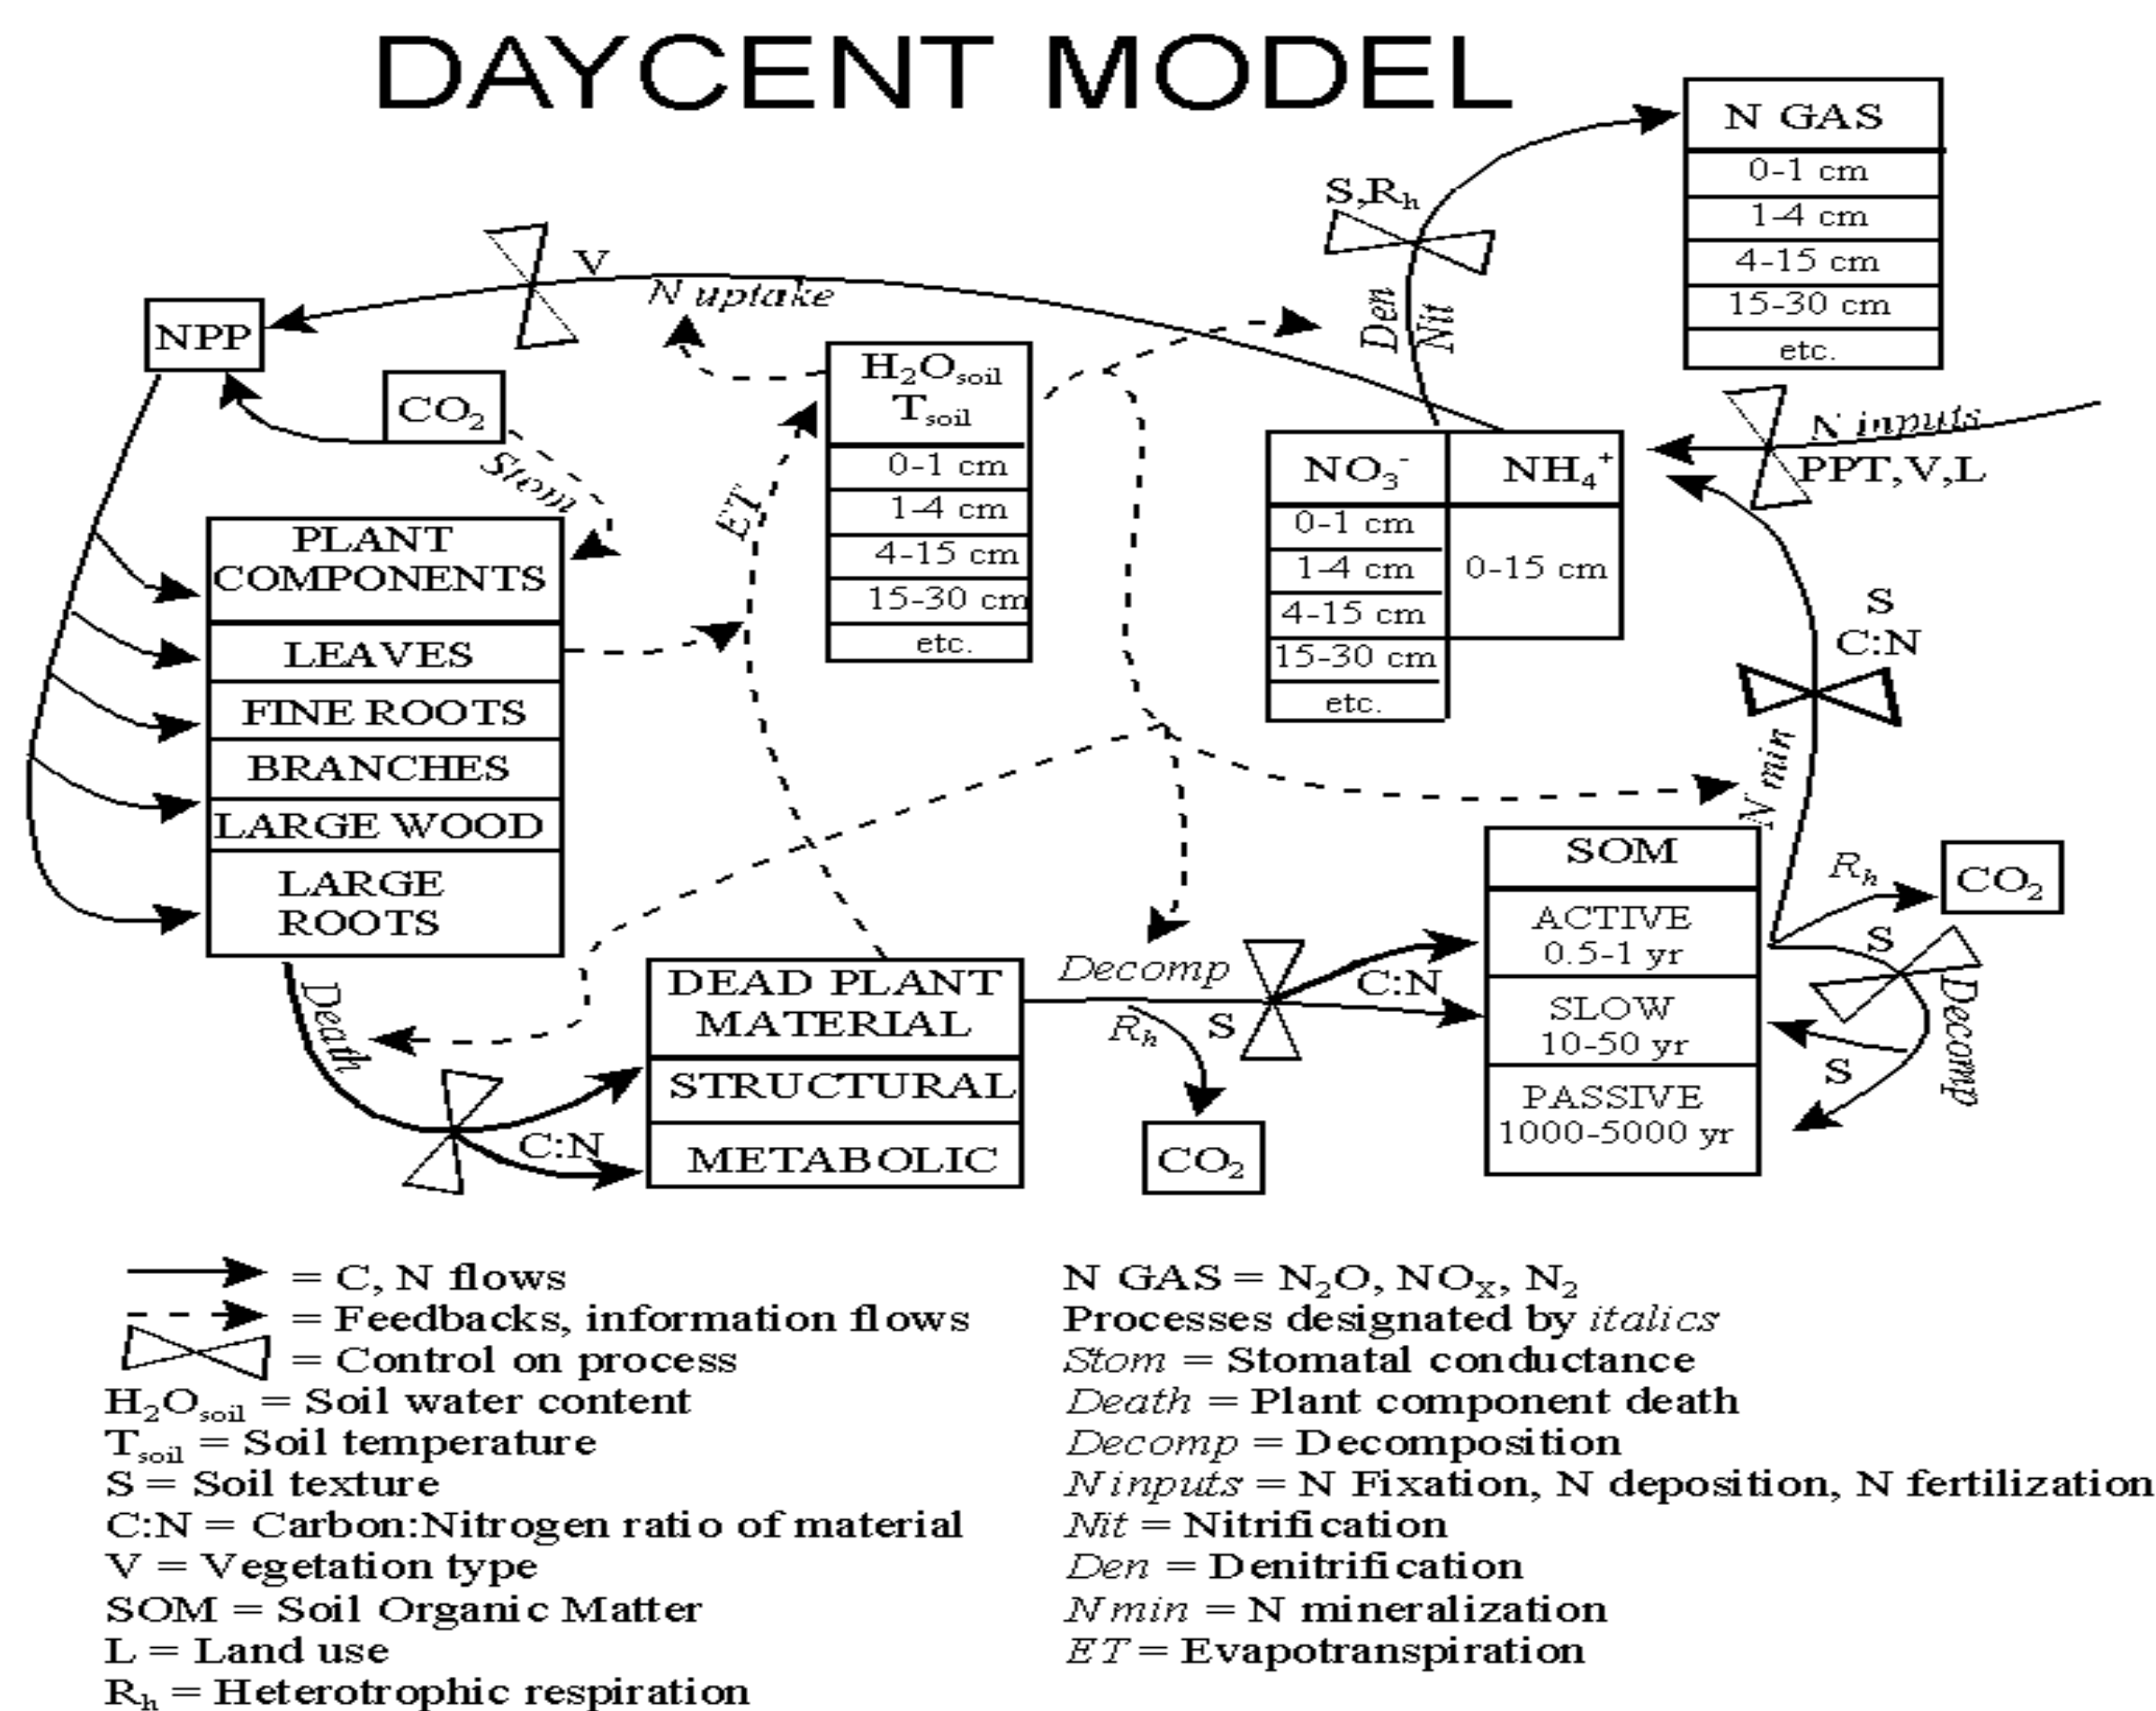 DAYCENT MODEL
N GAS
0-1 cm
1-4 cm
4-15 cm
15-30 cm
etc.
S,Rₕ
Den
Nit
V
N uptake
NPP
CO₂
Stom
H₂Osoil
Tsoil
0-1 cm
1-4 cm
4-15 cm
15-30 cm
etc.
ET
NO₃⁻
0-1 cm
1-4 cm
4-15 cm
15-30 cm
etc.
NH₄⁺
0-15 cm
N inputs
PPT,V,L
S
C:N
N min
PLANT
COMPONENTS
LEAVES
FINE ROOTS
BRANCHES
LARGE WOOD
LARGE
ROOTS
Death
C:N
DEAD PLANT
MATERIAL
STRUCTURAL
METABOLIC
Decomp
Rₕ
S
C:N
CO₂
SOM
ACTIVE
0.5-1 yr
SLOW
10-50 yr
PASSIVE
1000-5000 yr
Rₕ
CO₂
S
S
Decomp
= C, N flows
= Feedbacks, information flows
= Control on process
H₂Osoil = Soil water content
Tsoil = Soil temperature
S = Soil texture
C:N = Carbon:Nitrogen ratio of material
V = Vegetation type
SOM = Soil Organic Matter
L = Land use
Rₕ = Heterotrophic respiration
N GAS = N₂O, NOₓ, N₂
Processes designated by italics
Stom = Stomatal conductance
Death = Plant component death
Decomp = Decomposition
N inputs = N Fixation, N deposition, N fertilization
Nit = Nitrification
Den = Denitrification
N min = N mineralization
ET = Evapotranspiration